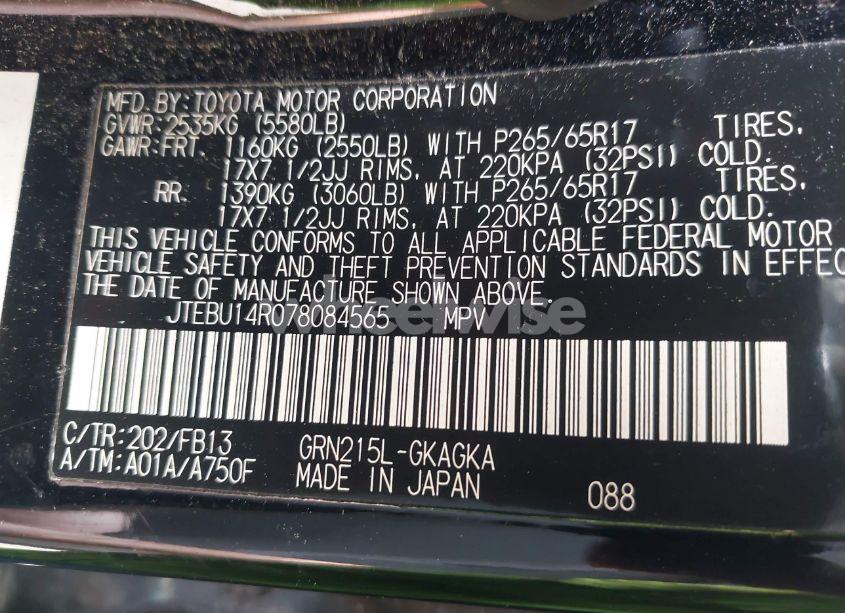 MFD.BY:TOYOTA MOTOR CORPORATION
GVWR:2535KG (5580LB)
GAWR:FRT. 1160KG (2550LB) WITH P265/65R17 TIRES,
17X7 1/2JJ RIMS, AT 220KPA (32PSI) COLD.
RR. 1390KG (3060LB) WITH P265/65R17 TIRES,
17X7 1/2JJ RIMS, AT 220KPA (32PSI) COLD.
THIS VEHICLE CONFORMS TO ALL APPLICABLE FEDERAL MOTOR
VEHICLE SAFETY AND THEFT PREVENTION STANDARDS IN EFFEC
THE DATE OF MANUFACTURE SHOWN ABOVE.
JTEBU14R078084565 MPV
C/TR:202/FB13 GRN215L-GKAGKA
A/TM:A01A/A750F MADE IN JAPAN 088